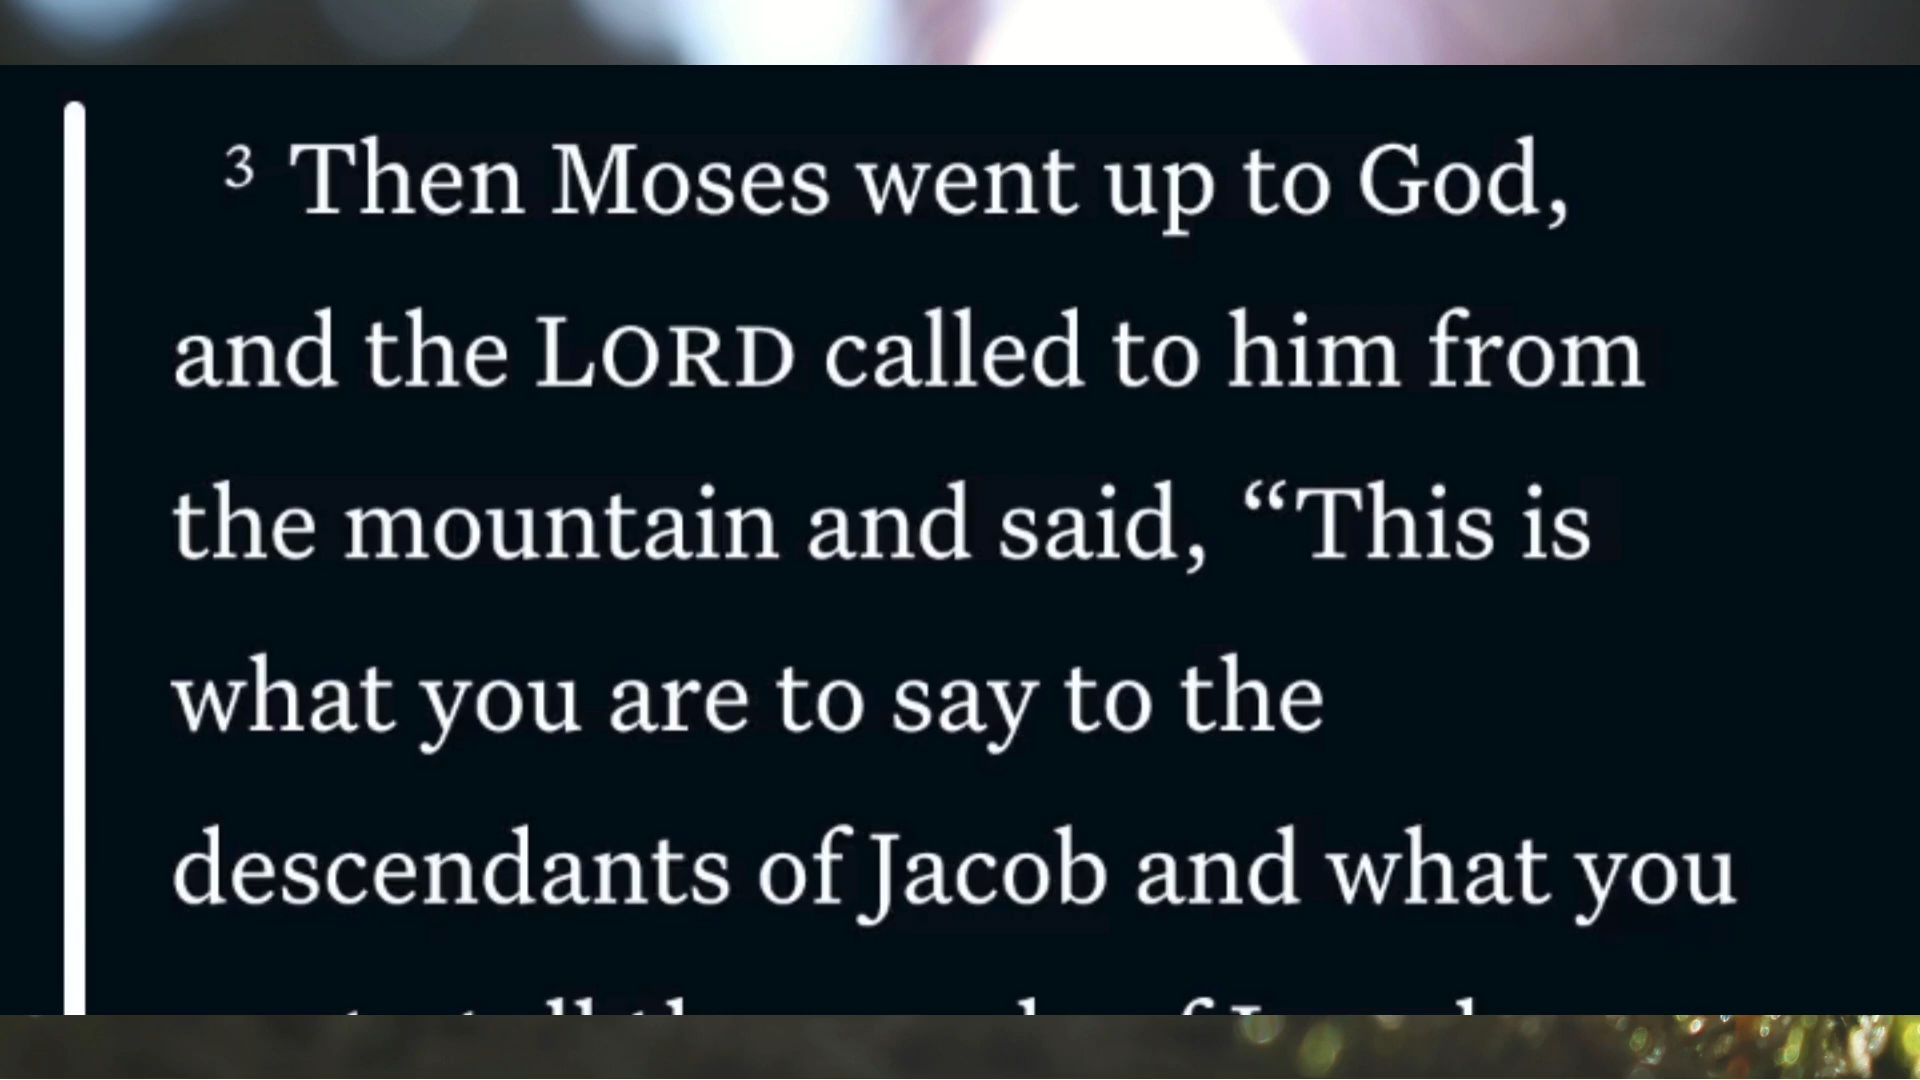 3 Then Moses went up to God,
and the LORD called to him from
the mountain and said, “This is
what you are to say to the
descendants of Jacob and what you